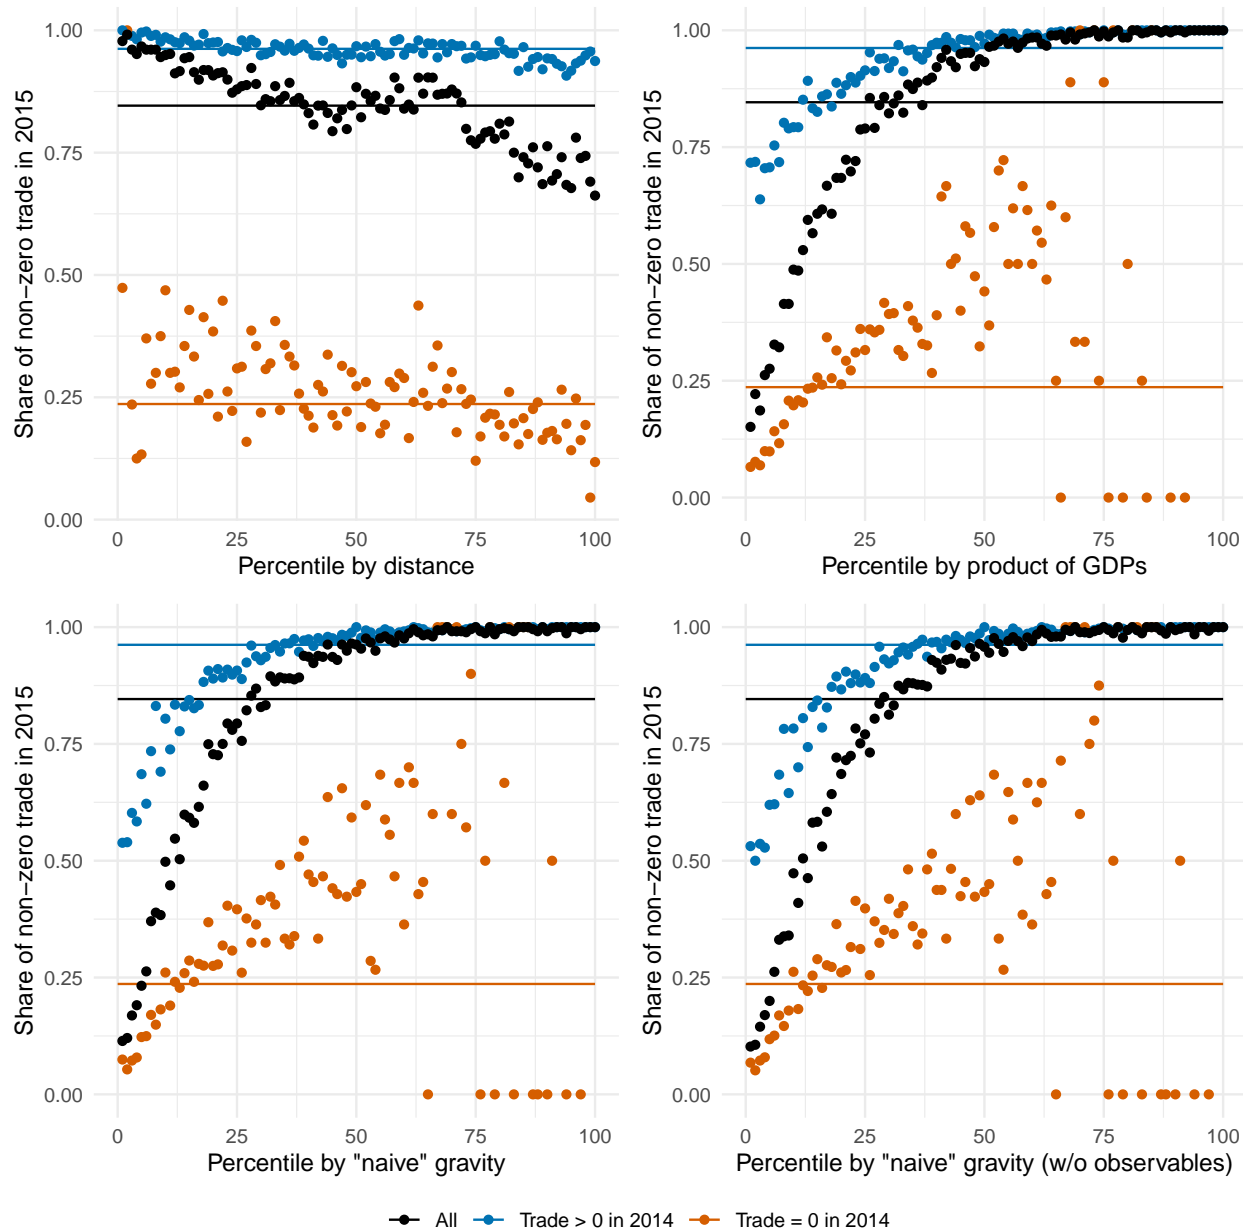 1.00
0.75
0.50
0.25
0.00
Share of non−zero trade in 2015
0 25 50 75 100
Percentile by distance
1.00
0.75
0.50
0.25
0.00
Share of non−zero trade in 2015
0 25 50 75 100
Percentile by product of GDPs
1.00
0.75
0.50
0.25
0.00
Share of non−zero trade in 2015
0 25 50 75 100
Percentile by "naive" gravity
1.00
0.75
0.50
0.25
0.00
Share of non−zero trade in 2015
0 25 50 75 100
Percentile by "naive" gravity (w/o observables)
All Trade > 0 in 2014 Trade = 0 in 2014